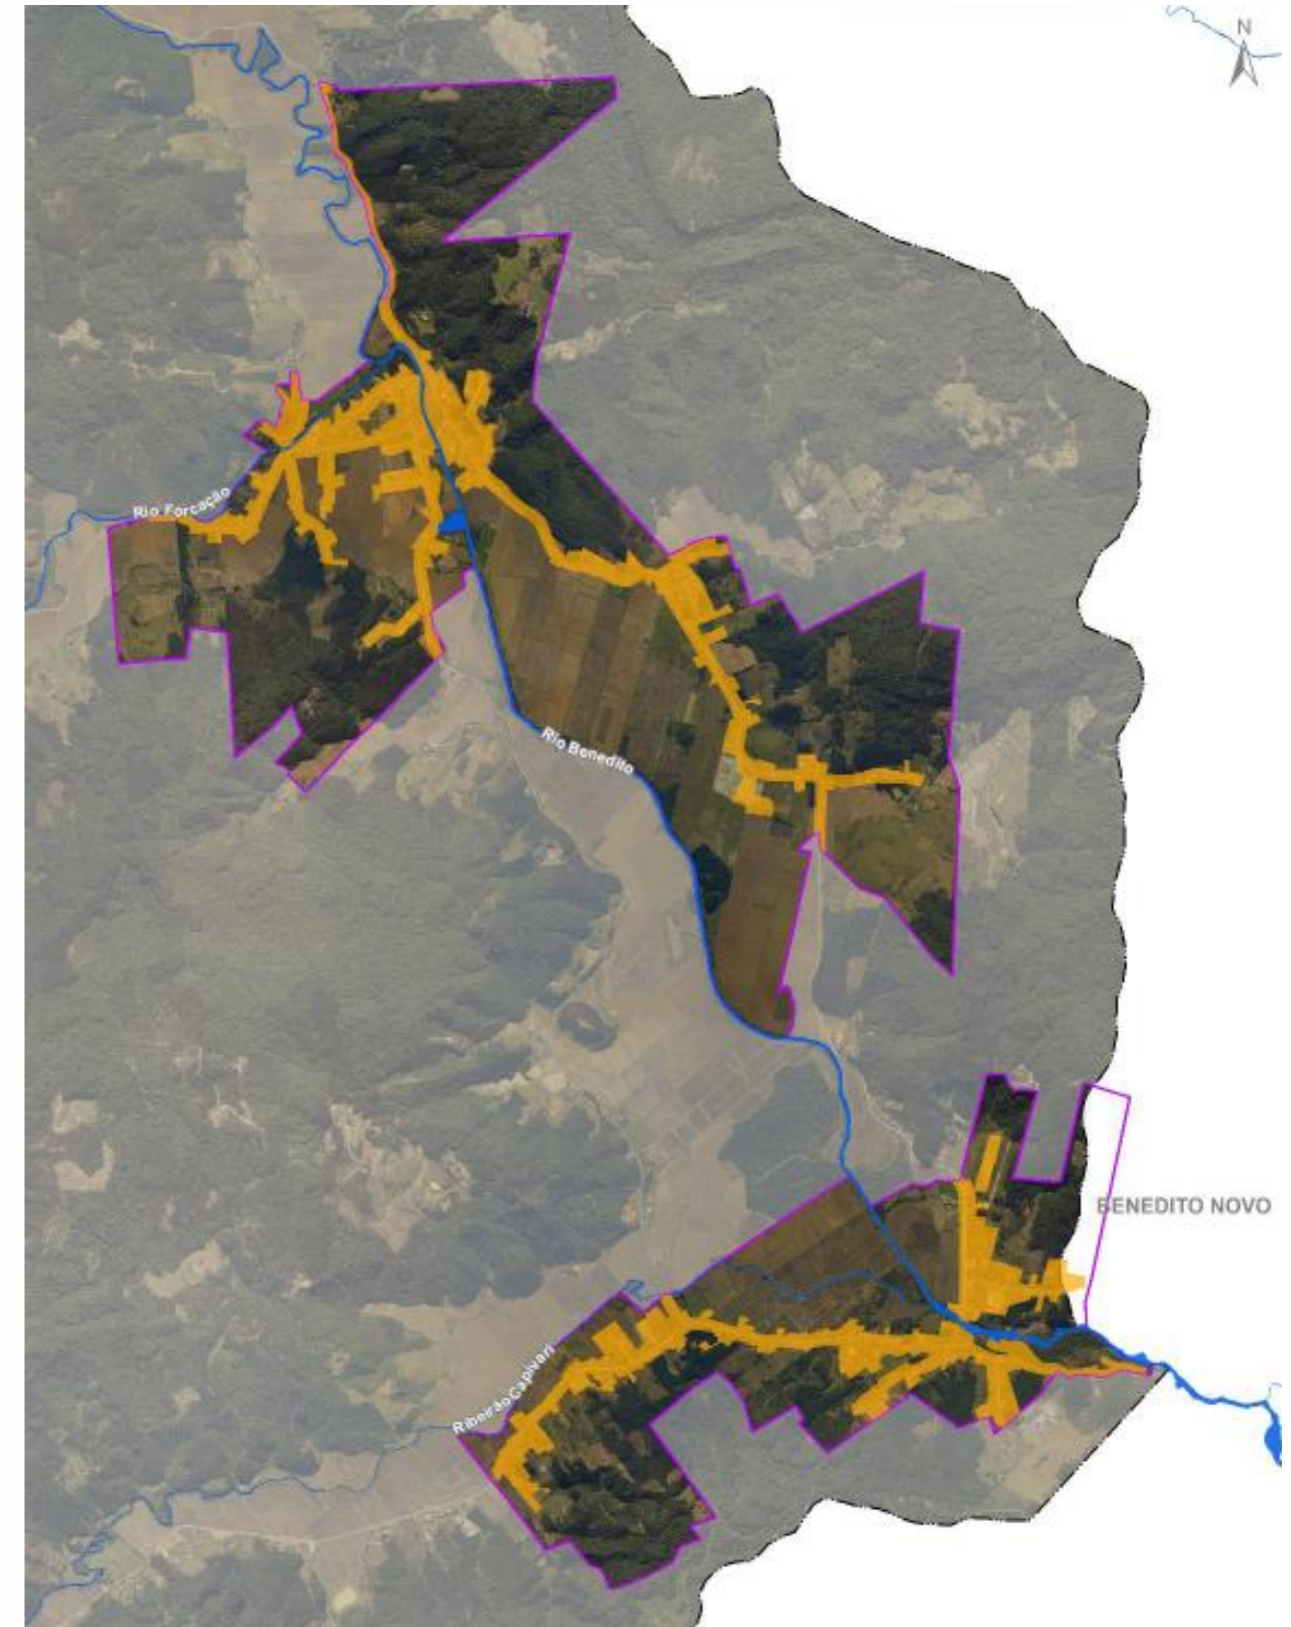 N
Rio Forcação
Rio Benedito
BENEDITO NOVO
Ribeirão Capivari